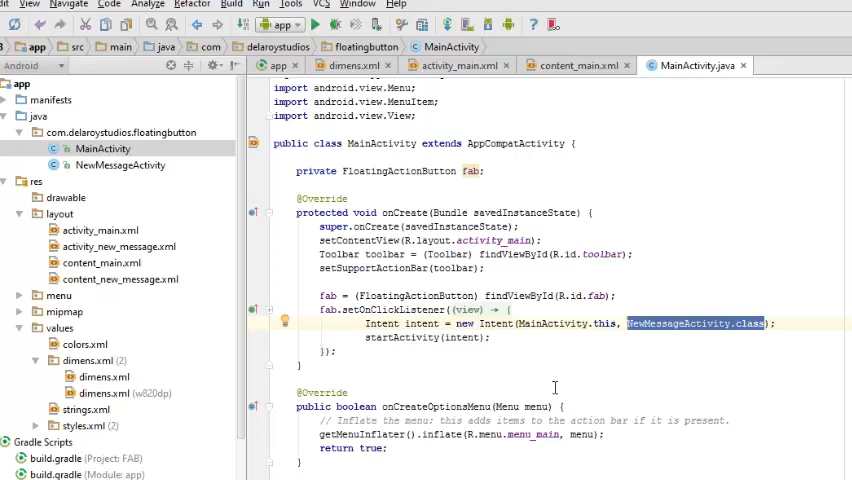 dit View Navigate Code Analyze Refactor Build Run Tools VCS Window Help
app
B app src main java com delaroystudios floatingbutton MainActivity
Android
app dimens.xml activity_main.xml content_main.xml MainActivity.java
app
manifests
java
com.delaroystudios.floatingbutton
MainActivity
NewMessageActivity
res
drawable
layout
activity_main.xml
activity_new_message.xml
content_main.xml
content_new_message.xml
menu
mipmap
values
colors.xml
dimens.xml (2)
dimens.xml
dimens.xml (w820dp)
strings.xml
styles.xml (2)
Gradle Scripts
build.gradle (Project: FAB)
build.gradle (Module: app)
import android.view.Menu;
import android.view.MenuItem;
import android.view.View;
public class MainActivity extends AppCompatActivity {
private FloatingActionButton fab;
@Override
protected void onCreate(Bundle savedInstanceState) {
super.onCreate(savedInstanceState);
setContentView(R.layout.activity_main);
Toolbar toolbar = (Toolbar) findViewById(R.id.toolbar);
setSupportActionBar(toolbar);
fab = (FloatingActionButton) findViewById(R.id.fab);
fab.setOnClickListener((view) → {
Intent intent = new Intent(MainActivity.this, NewMessageActivity.class);
startActivity(intent);
});
}
@Override
public boolean onCreateOptionsMenu(Menu menu) {
// Inflate the menu; this adds items to the action bar if it is present.
getMenuInflater().inflate(R.menu.menu_main, menu);
return true;
}